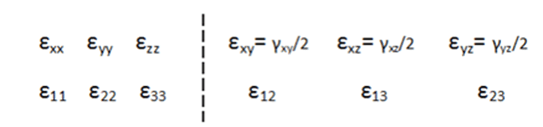 εxx εyy εzz εxy= γxy/2 εxz= γxz/2 εyz= γyz/2
ε11 ε22 ε33 ε12 ε13 ε23